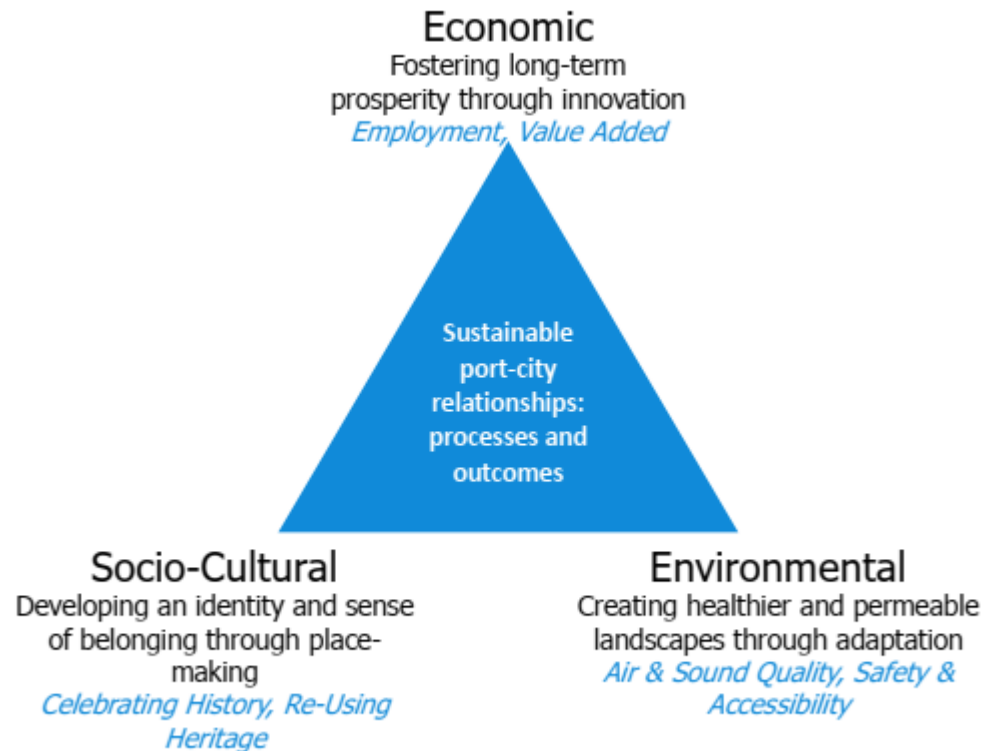 Economic
Fostering long-term
prosperity through innovation
Employment, Value Added
Sustainable
port-city
relationships:
processes and
outcomes
Socio-Cultural
Developing an identity and sense
of belonging through place-
making
Celebrating History, Re-Using
Heritage
Environmental
Creating healthier and permeable
landscapes through adaptation
Air & Sound Quality, Safety &
Accessibility